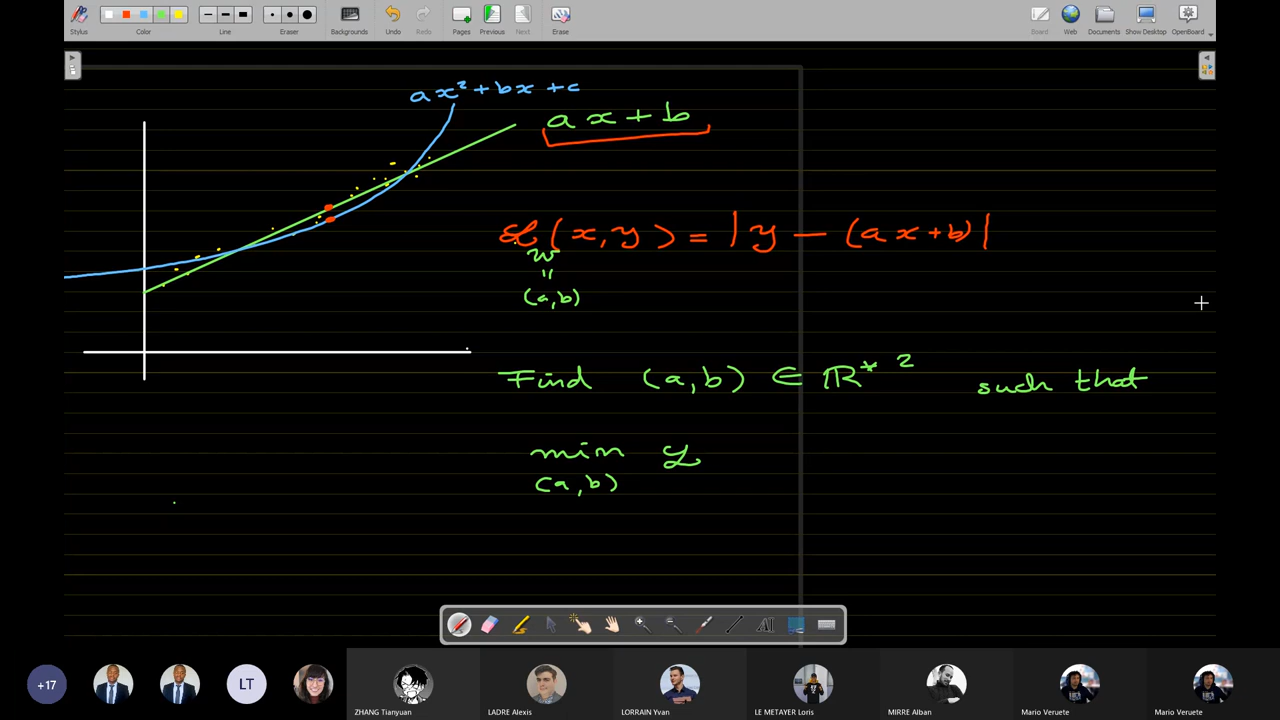 Stylus Color Line Eraser Backgrounds Undo Redo Pages Previous Next Erase Board Web Documents Show Desktop OpenBoard
ax² + bx + c
ax + b
ℒ(x, y) = |y − (ax+b)|
w
=
(a,b)
Find (a,b) ∈ ℝ*² such that
min ℒ
(a,b)
+17 LT ZHANG Tianyuan LADRE Alexis LORRAIN Yvan LE METAYER Loris MIRRE Alban Mario Veruete Mario Veruete